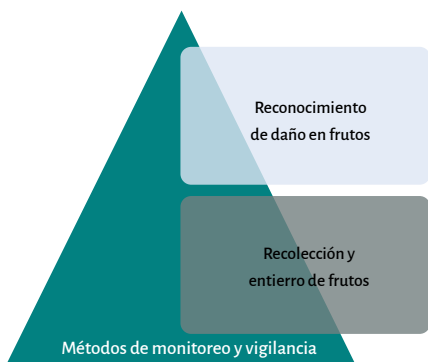 Reconocimiento
de daño en frutos
Recolección y
entierro de frutos
Métodos de monitoreo y vigilancia